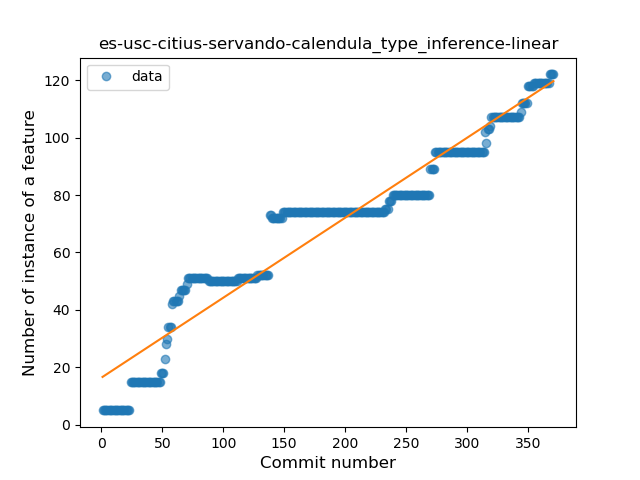 es-usc-citius-servando-calendula_type_inference-linear
data
Number of instance of a feature
120
100
80
60
40
20
0
0 50 100 150 200 250 300 350
Commit number